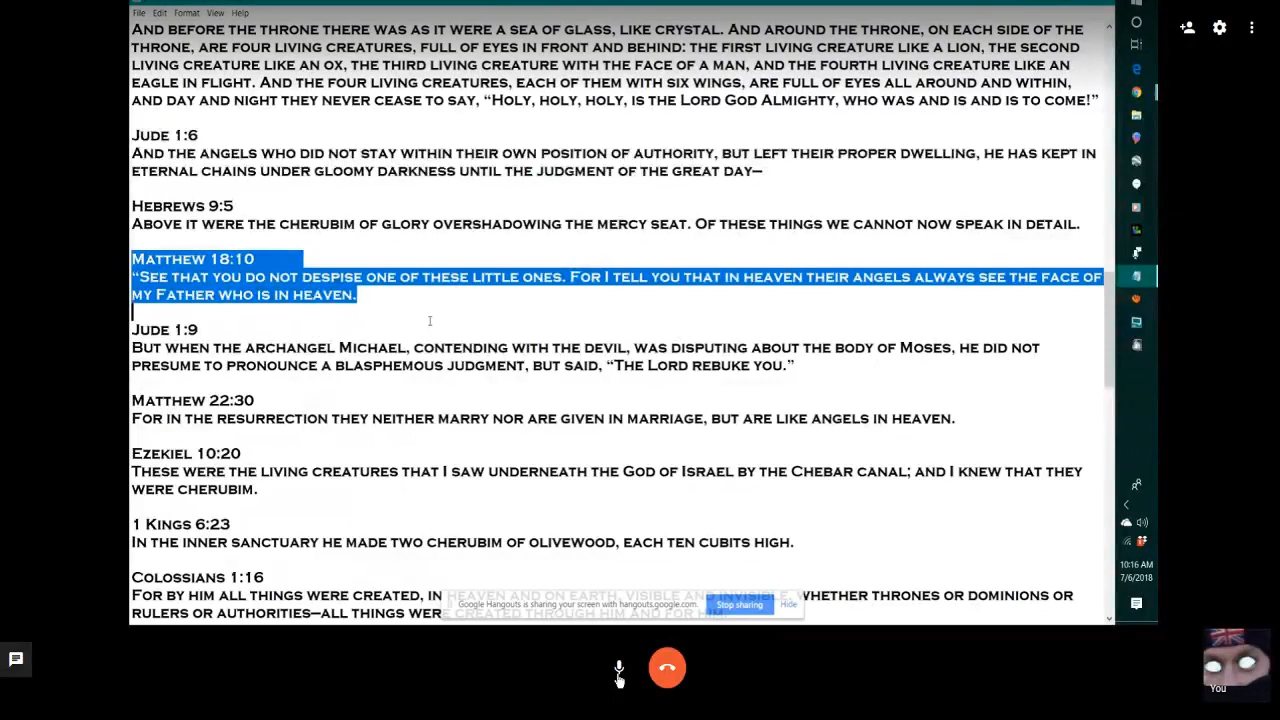 File Edit Format View Help
AND BEFORE THE THRONE THERE WAS AS IT WERE A SEA OF GLASS, LIKE CRYSTAL. AND AROUND THE THRONE, ON EACH SIDE OF THE
THRONE, ARE FOUR LIVING CREATURES, FULL OF EYES IN FRONT AND BEHIND: THE FIRST LIVING CREATURE LIKE A LION, THE SECOND
LIVING CREATURE LIKE AN OX, THE THIRD LIVING CREATURE WITH THE FACE OF A MAN, AND THE FOURTH LIVING CREATURE LIKE AN
EAGLE IN FLIGHT. AND THE FOUR LIVING CREATURES, EACH OF THEM WITH SIX WINGS, ARE FULL OF EYES ALL AROUND AND WITHIN,
AND DAY AND NIGHT THEY NEVER CEASE TO SAY, “HOLY, HOLY, HOLY, IS THE LORD GOD ALMIGHTY, WHO WAS AND IS AND IS TO COME!”
JUDE 1:6
AND THE ANGELS WHO DID NOT STAY WITHIN THEIR OWN POSITION OF AUTHORITY, BUT LEFT THEIR PROPER DWELLING, HE HAS KEPT IN
ETERNAL CHAINS UNDER GLOOMY DARKNESS UNTIL THE JUDGMENT OF THE GREAT DAY—
HEBREWS 9:5
ABOVE IT WERE THE CHERUBIM OF GLORY OVERSHADOWING THE MERCY SEAT. OF THESE THINGS WE CANNOT NOW SPEAK IN DETAIL.
MATTHEW 18:10
“SEE THAT YOU DO NOT DESPISE ONE OF THESE LITTLE ONES. FOR I TELL YOU THAT IN HEAVEN THEIR ANGELS ALWAYS SEE THE FACE OF
MY FATHER WHO IS IN HEAVEN.
JUDE 1:9
BUT WHEN THE ARCHANGEL MICHAEL, CONTENDING WITH THE DEVIL, WAS DISPUTING ABOUT THE BODY OF MOSES, HE DID NOT
PRESUME TO PRONOUNCE A BLASPHEMOUS JUDGMENT, BUT SAID, “THE LORD REBUKE YOU.”
MATTHEW 22:30
FOR IN THE RESURRECTION THEY NEITHER MARRY NOR ARE GIVEN IN MARRIAGE, BUT ARE LIKE ANGELS IN HEAVEN.
EZEKIEL 10:20
THESE WERE THE LIVING CREATURES THAT I SAW UNDERNEATH THE GOD OF ISRAEL BY THE CHEBAR CANAL; AND I KNEW THAT THEY
WERE CHERUBIM.
1 KINGS 6:23
IN THE INNER SANCTUARY HE MADE TWO CHERUBIM OF OLIVEWOOD, EACH TEN CUBITS HIGH.
COLOSSIANS 1:16
FOR BY HIM ALL THINGS WERE CREATED, IN HEAVEN AND ON EARTH, VISIBLE AND INVISIBLE, WHETHER THRONES OR DOMINIONS OR
RULERS OR AUTHORITIES—ALL THINGS WERE CREATED THROUGH HIM AND FOR HIM.
Google Hangouts is sharing your screen with hangouts.google.com. Stop sharing Hide
10:16 AM
7/6/2018
You